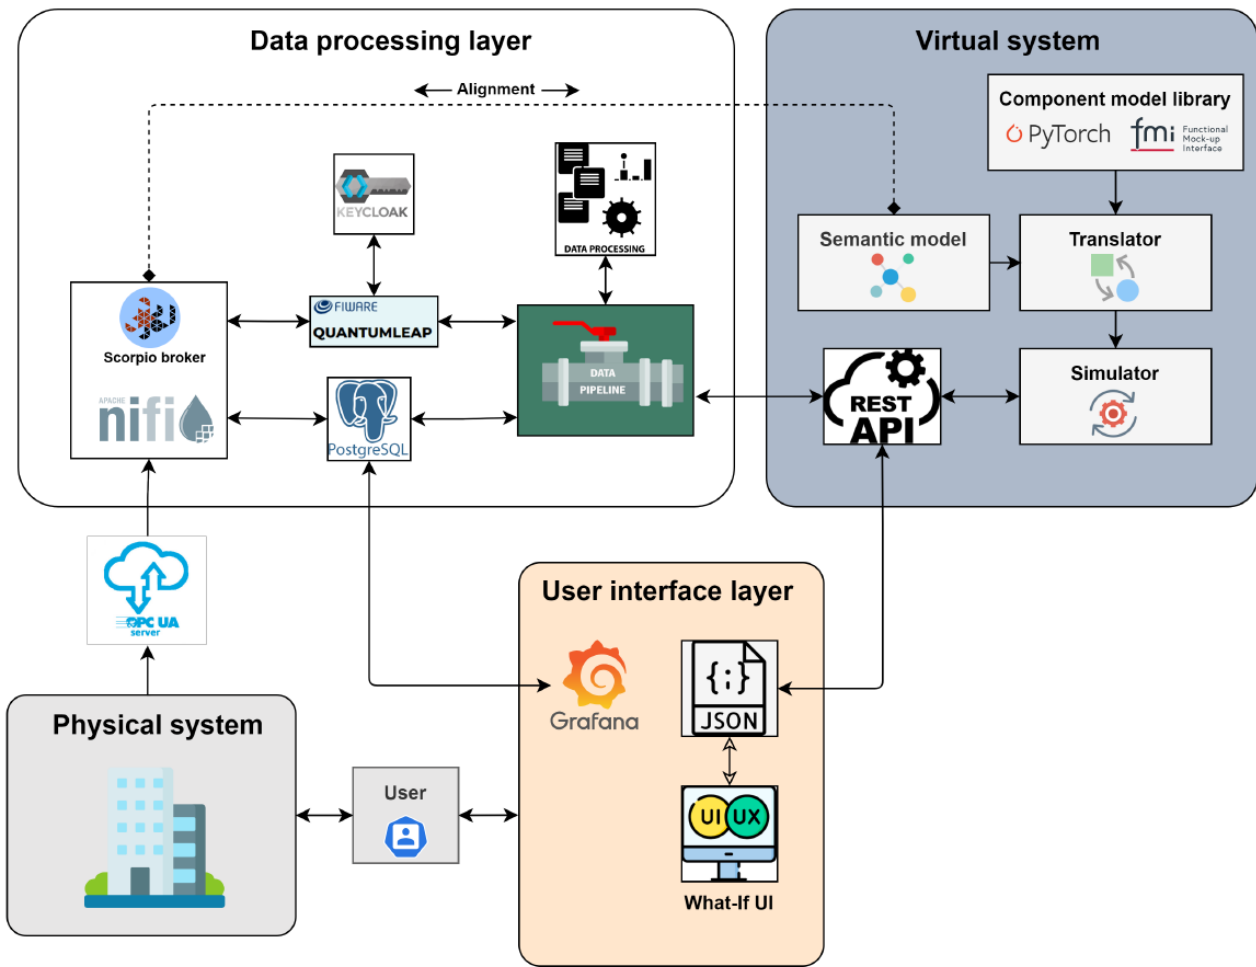 Data processing layer
Virtual system
Alignment
Component model library
PyTorch
fmi
Functional
Mock-up
Interface
KEYCLOAK
DATA PROCESSING
Semantic model
Translator
Scorpio broker
FIWARE
QUANTUMLEAP
DATA
PIPELINE
APACHE
nifi
PostgreSQL
REST
API
Simulator
OPC UA
server
User interface layer
Grafana
{;}
JSON
Physical system
User
UI
UX
What-If UI